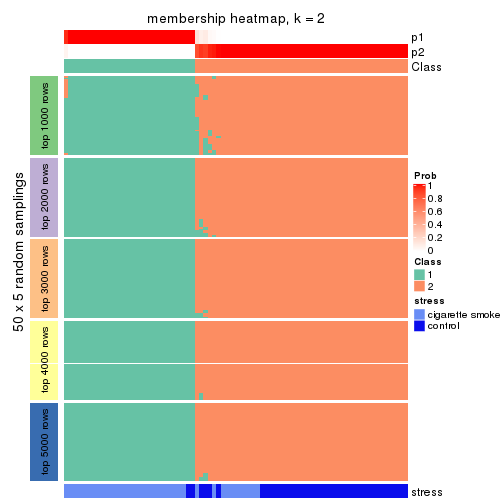 membership heatmap, k = 2
p1
p2
Class
50 x 5 random samplings
top 1000 rows
top 2000 rows
top 3000 rows
top 4000 rows
top 5000 rows
Prob
1
0.8
0.6
0.4
0.2
0
Class
1
2
stress
cigarette smoke
control
stress